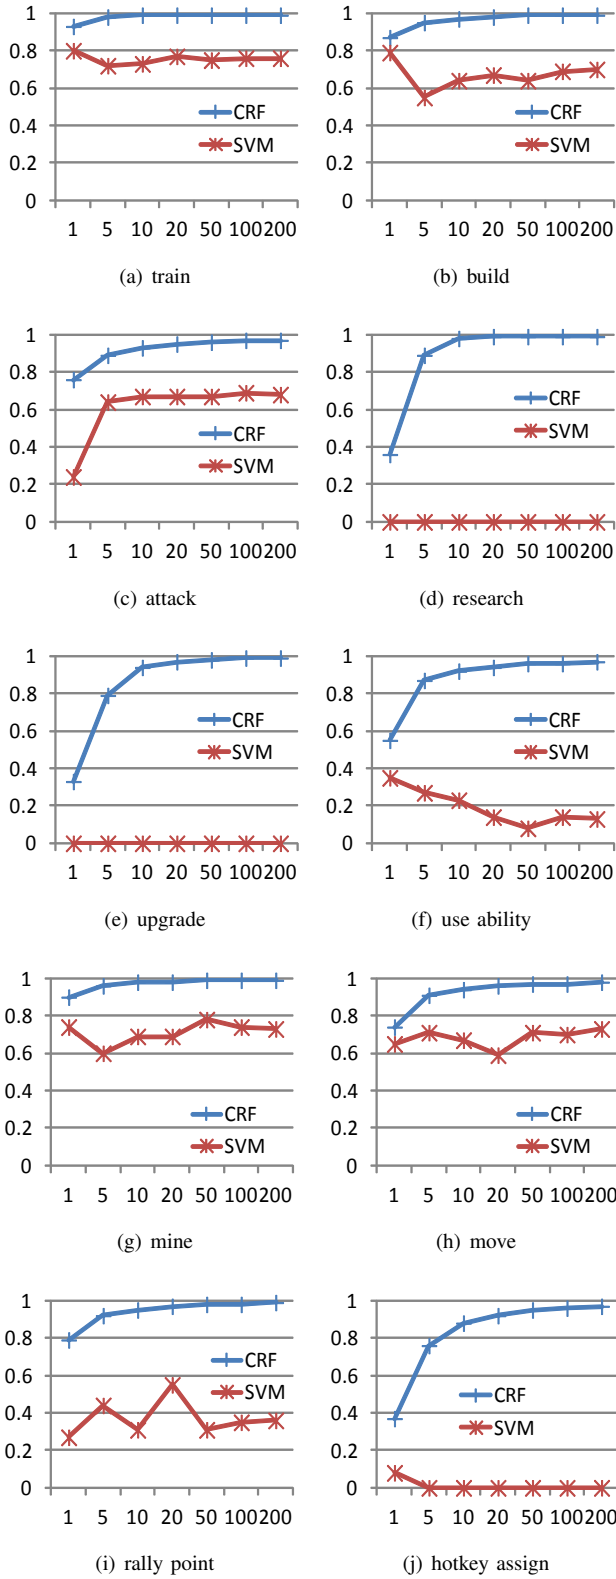 1
0.8
0.6
0.4
0.2
0
CRF
SVM
1 5 10 20 50 100 200
(a) train
1
0.8
0.6
0.4
0.2
0
CRF
SVM
1 5 10 20 50 100 200
(b) build
1
0.8
0.6
0.4
0.2
0
CRF
SVM
1 5 10 20 50 100 200
(c) attack
1
0.8
0.6
0.4
0.2
0
CRF
SVM
1 5 10 20 50 100 200
(d) research
1
0.8
0.6
0.4
0.2
0
CRF
SVM
1 5 10 20 50 100 200
(e) upgrade
1
0.8
0.6
0.4
0.2
0
CRF
SVM
1 5 10 20 50 100 200
(f) use ability
1
0.8
0.6
0.4
0.2
0
CRF
SVM
1 5 10 20 50 100 200
(g) mine
1
0.8
0.6
0.4
0.2
0
CRF
SVM
1 5 10 20 50 100 200
(h) move
1
0.8
0.6
0.4
0.2
0
CRF
SVM
1 5 10 20 50 100 200
(i) rally point
1
0.8
0.6
0.4
0.2
0
CRF
SVM
1 5 10 20 50 100 200
(j) hotkey assign